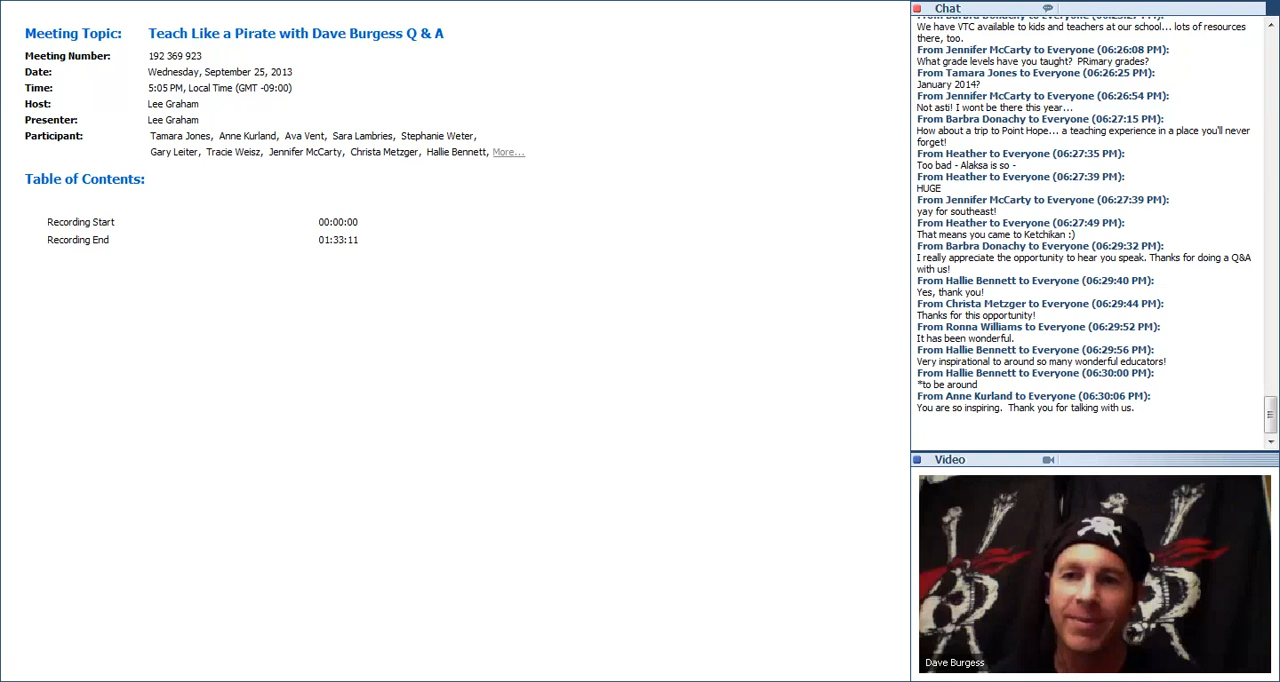 Meeting Topic: Teach Like a Pirate with Dave Burgess Q & A
Meeting Number: 192 369 923
Date: Wednesday, September 25, 2013
Time: 5:05 PM, Local Time (GMT -09:00)
Host: Lee Graham
Presenter: Lee Graham
Participant: Tamara Jones, Anne Kurland, Ava Vent, Sara Lambries, Stephanie Weter,
Gary Leiter, Tracie Weisz, Jennifer McCarty, Christa Metzger, Hallie Bennett, More...
Table of Contents:
Recording Start 00:00:00
Recording End 01:33:11
Chat
We have VTC available to kids and teachers at our school... lots of resources
there, too.
From Jennifer McCarty to Everyone (06:26:08 PM):
What grade levels have you taught? PRimary grades?
From Tamara Jones to Everyone (06:26:25 PM):
January 2014?
From Jennifer McCarty to Everyone (06:26:54 PM):
Not asti! I wont be there this year...
From Barbra Donachy to Everyone (06:27:15 PM):
How about a trip to Point Hope... a teaching experience in a place you'll never
forget!
From Heather to Everyone (06:27:35 PM):
Too bad - Alaksa is so -
From Heather to Everyone (06:27:39 PM):
HUGE
From Jennifer McCarty to Everyone (06:27:39 PM):
yay for southeast!
From Heather to Everyone (06:27:49 PM):
That means you came to Ketchikan :)
From Barbra Donachy to Everyone (06:29:32 PM):
I really appreciate the opportunity to hear you speak. Thanks for doing a Q&A
with us!
From Hallie Bennett to Everyone (06:29:40 PM):
Yes, thank you!
From Christa Metzger to Everyone (06:29:44 PM):
Thanks for this opportunity!
From Ronna Williams to Everyone (06:29:52 PM):
It has been wonderful.
From Hallie Bennett to Everyone (06:29:56 PM):
Very inspirational to around so many wonderful educators!
From Hallie Bennett to Everyone (06:30:00 PM):
*to be around
From Anne Kurland to Everyone (06:30:06 PM):
You are so inspiring. Thank you for talking with us.
Video
Dave Burgess